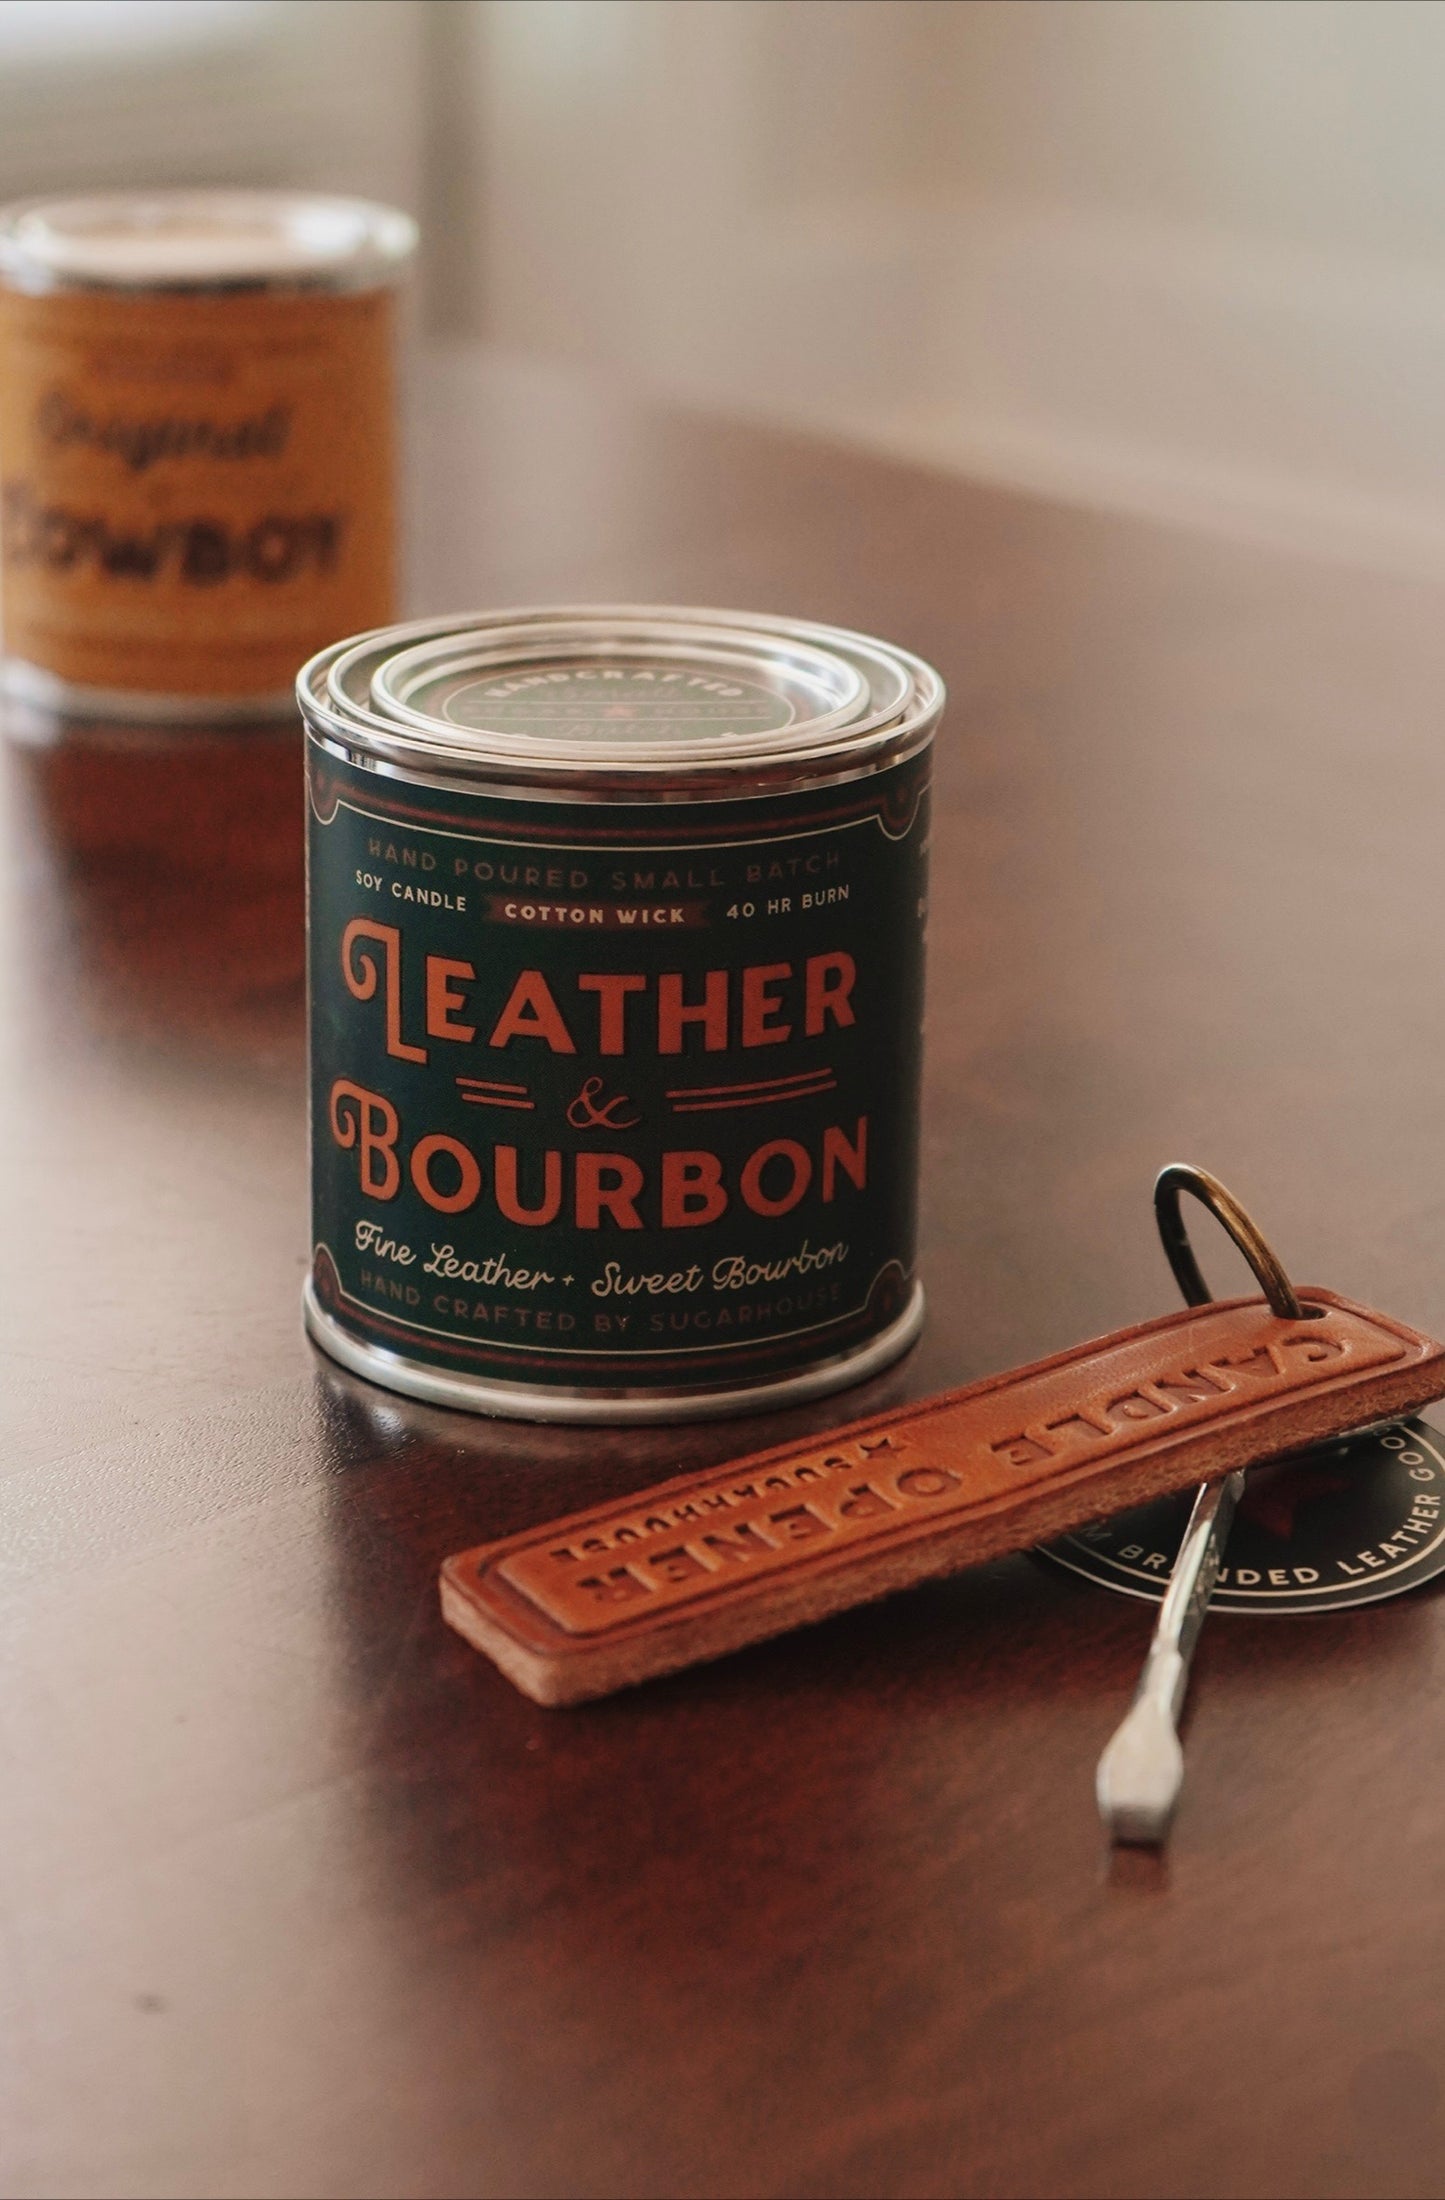 Original
COWBOY
HANDCRAFTED
HAND POURED SMALL BATCH
SOY CANDLE COTTON WICK 40 HR BURN
LEATHER
&
BOURBON
Fine Leather + Sweet Bourbon
HAND CRAFTED BY SUGARHOUSE
CANDLE OPENER
SUGARHOUSE
BRANDED LEATHER